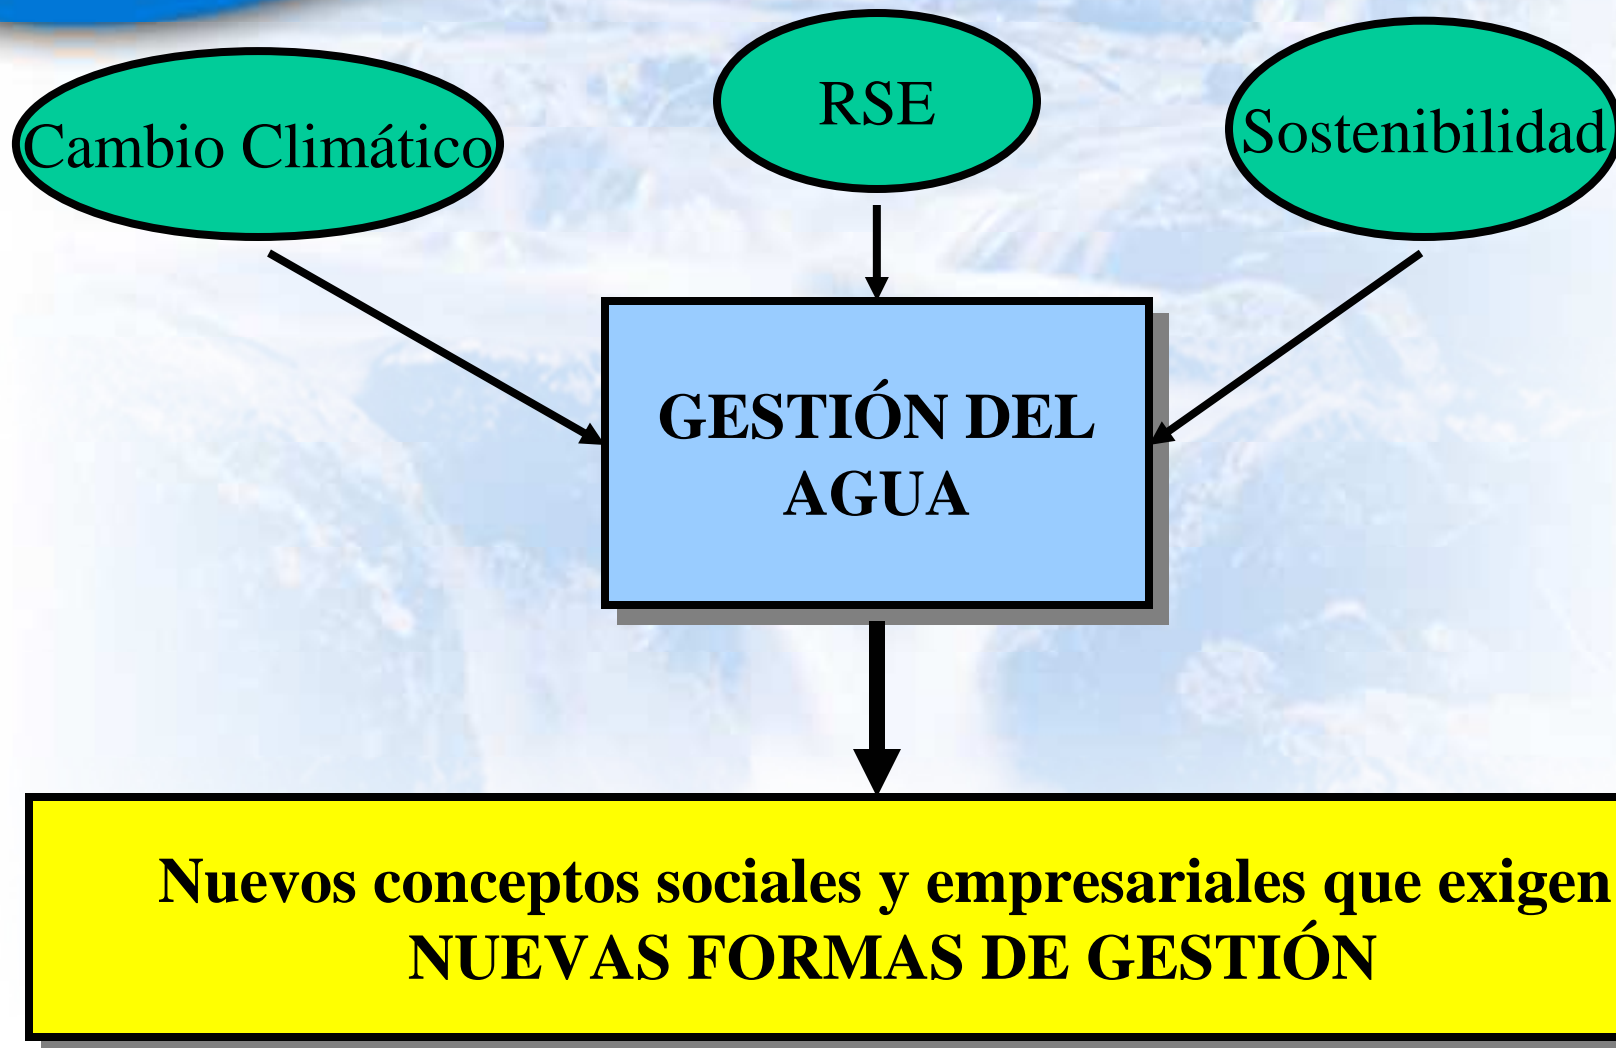 Cambio Climático
RSE
Sostenibilidad
GESTIÓN DEL
AGUA
Nuevos conceptos sociales y empresariales que exigen
NUEVAS FORMAS DE GESTIÓN